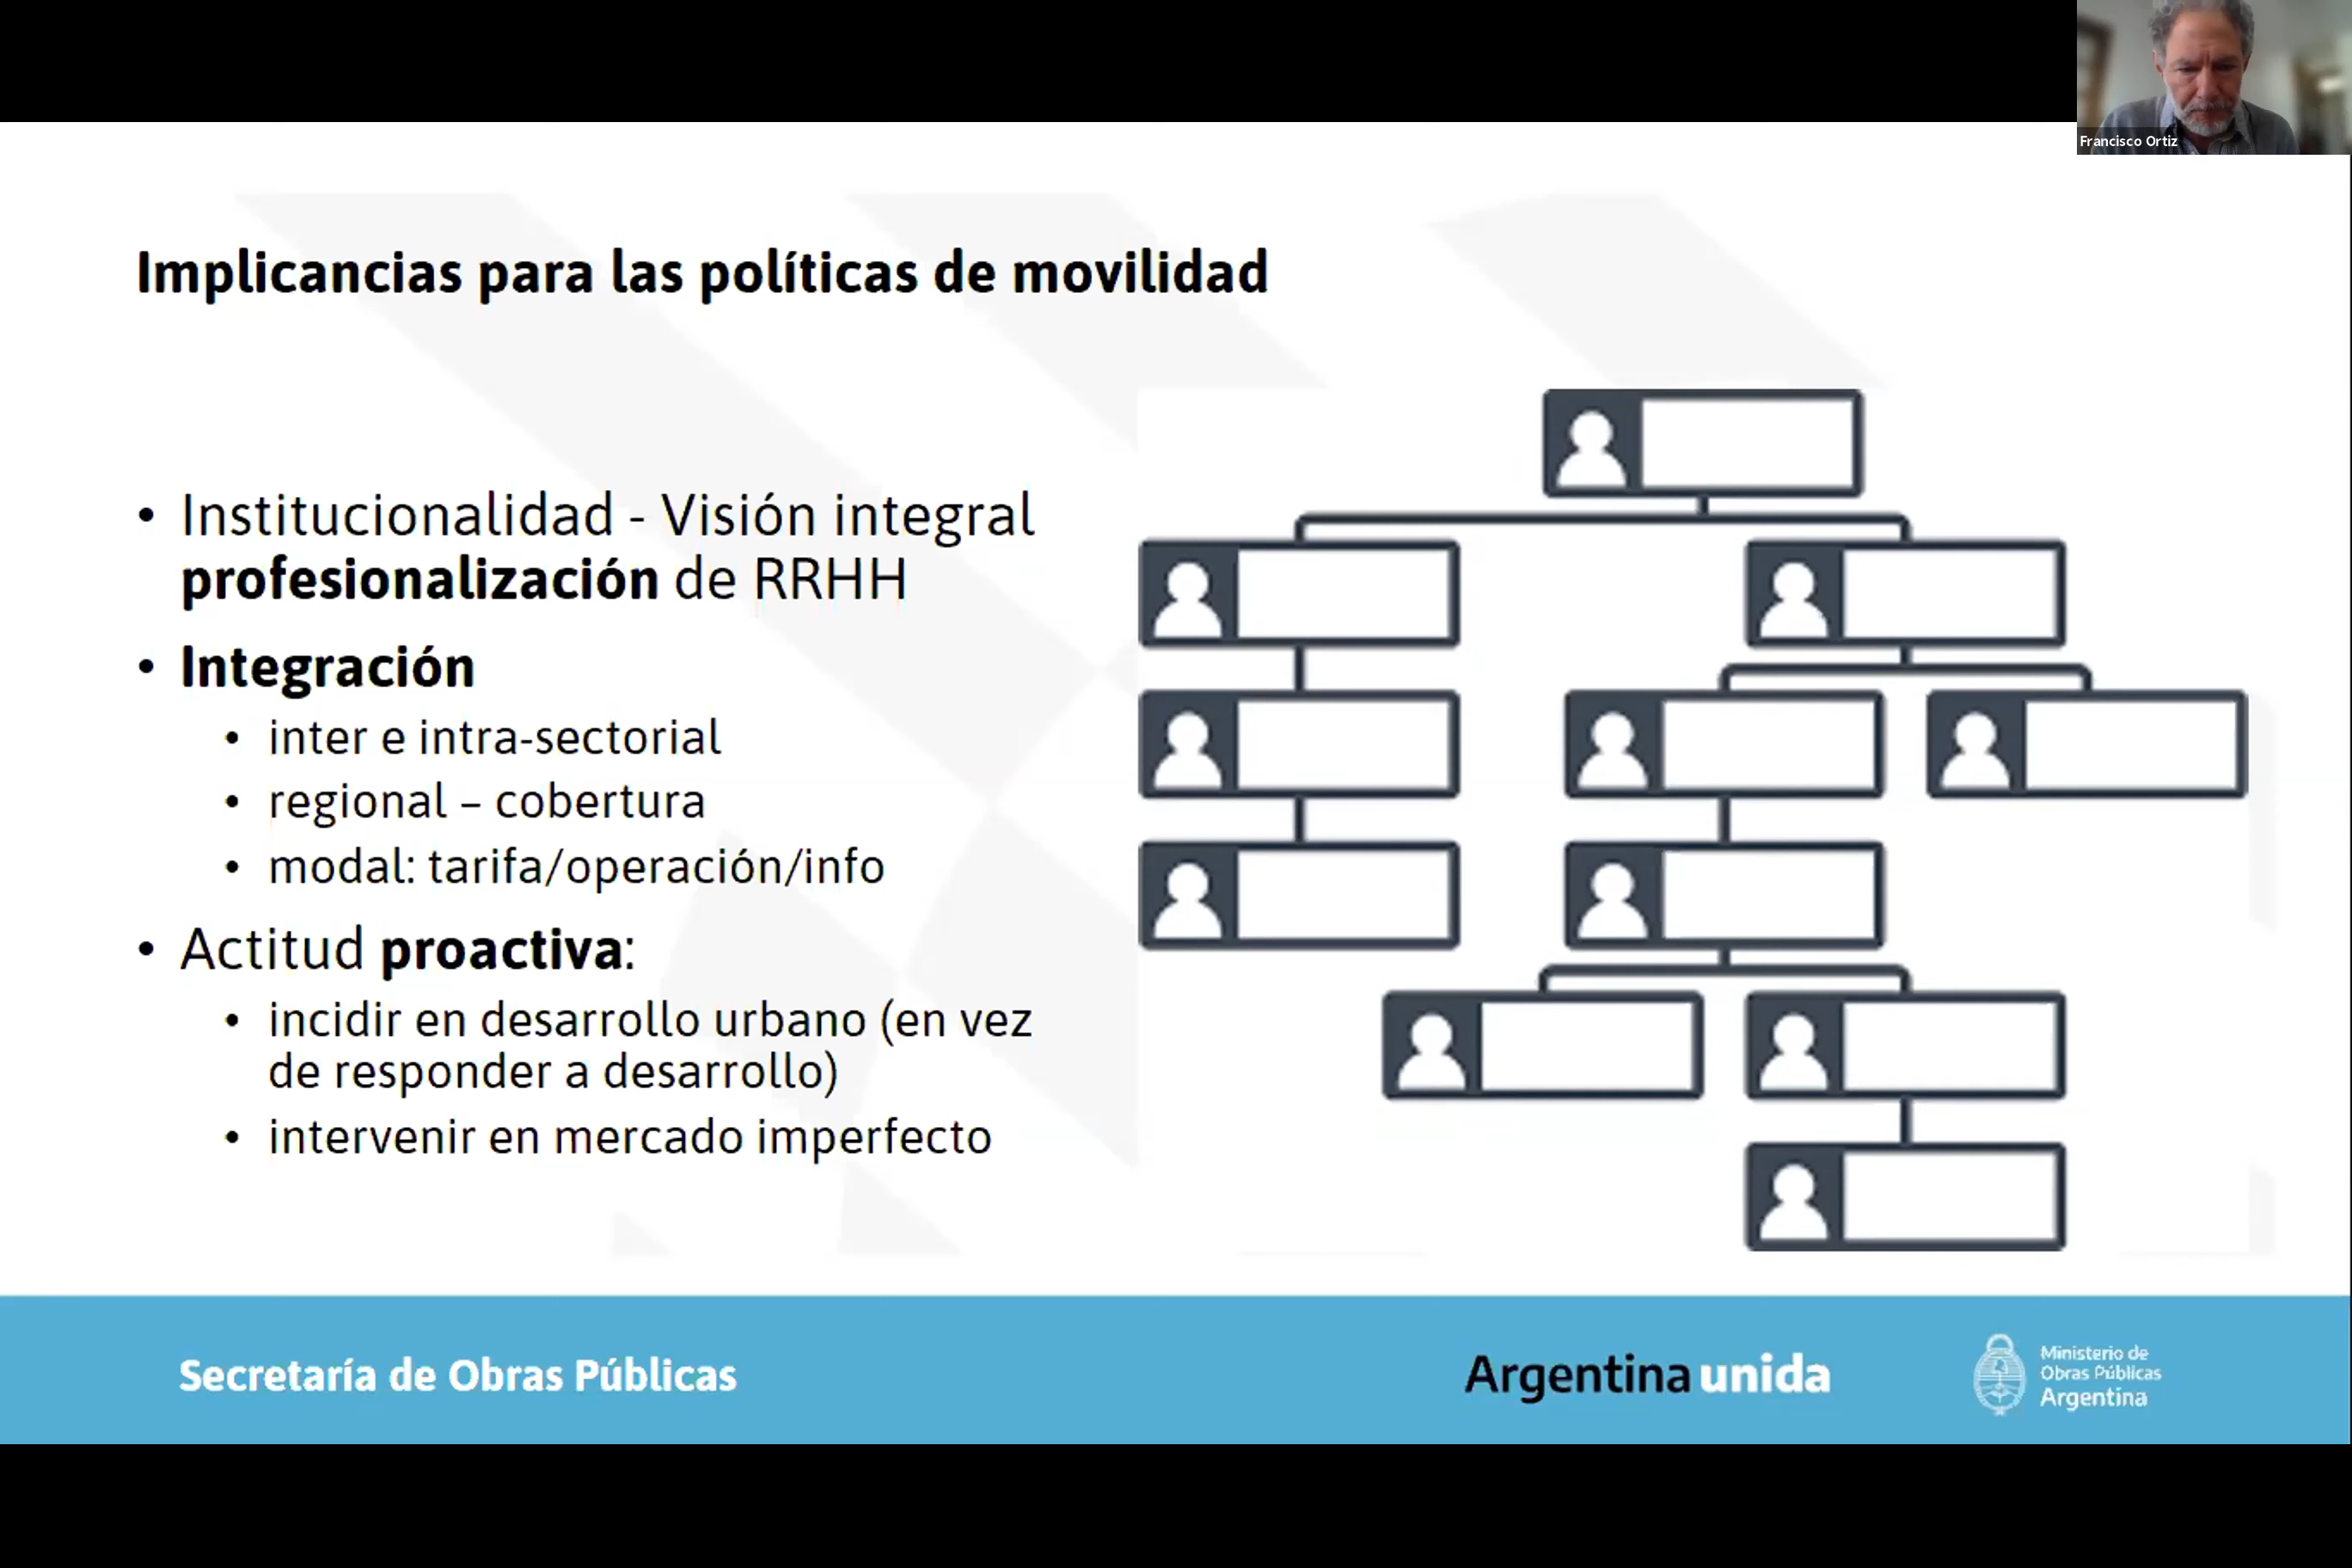 Francisco Ortiz
Implicancias para las políticas de movilidad
• Institucionalidad - Visión integral
profesionalización de RRHH
• Integración
• inter e intra-sectorial
• regional – cobertura
• modal: tarifa/operación/info
• Actitud proactiva:
• incidir en desarrollo urbano (en vez
de responder a desarrollo)
• intervenir en mercado imperfecto
Secretaría de Obras Públicas
Argentina unida
Ministerio de
Obras Públicas
Argentina